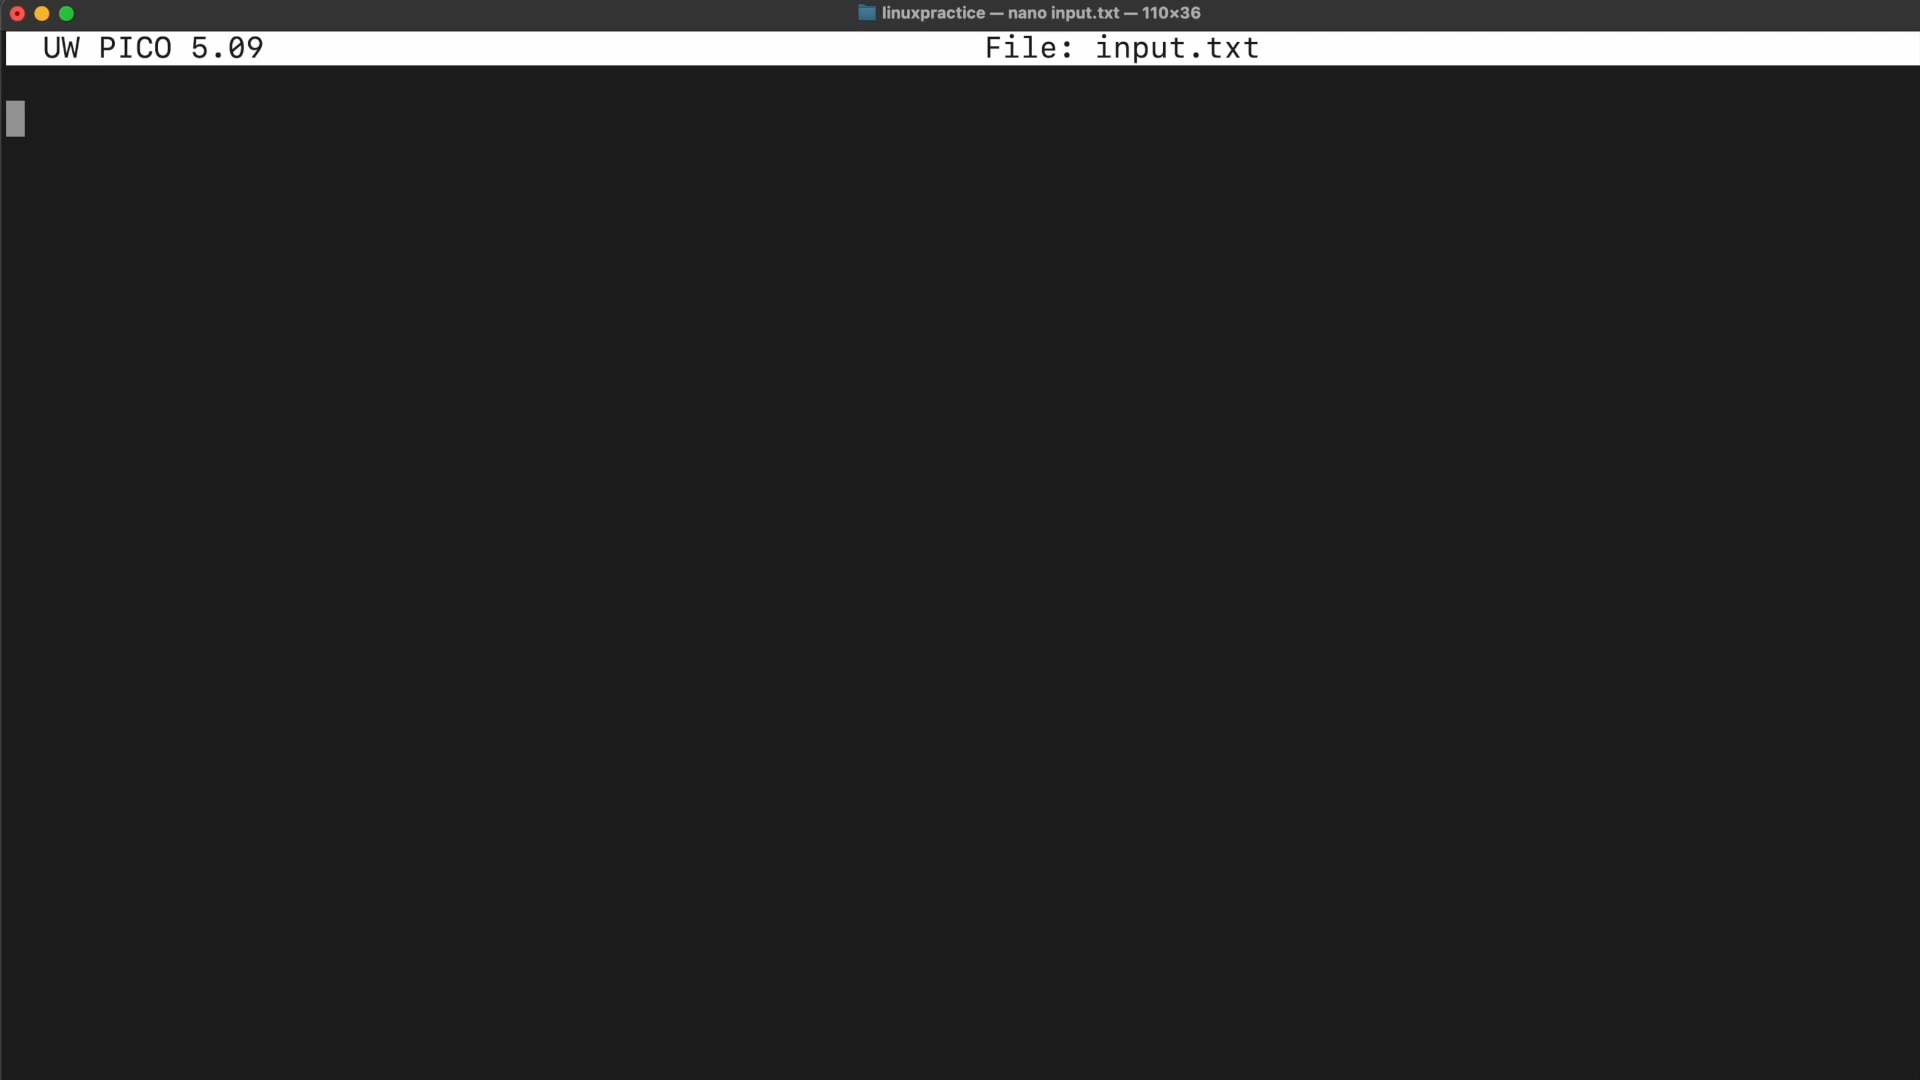 linuxpractice — nano input.txt — 110×36
UW PICO 5.09 File: input.txt